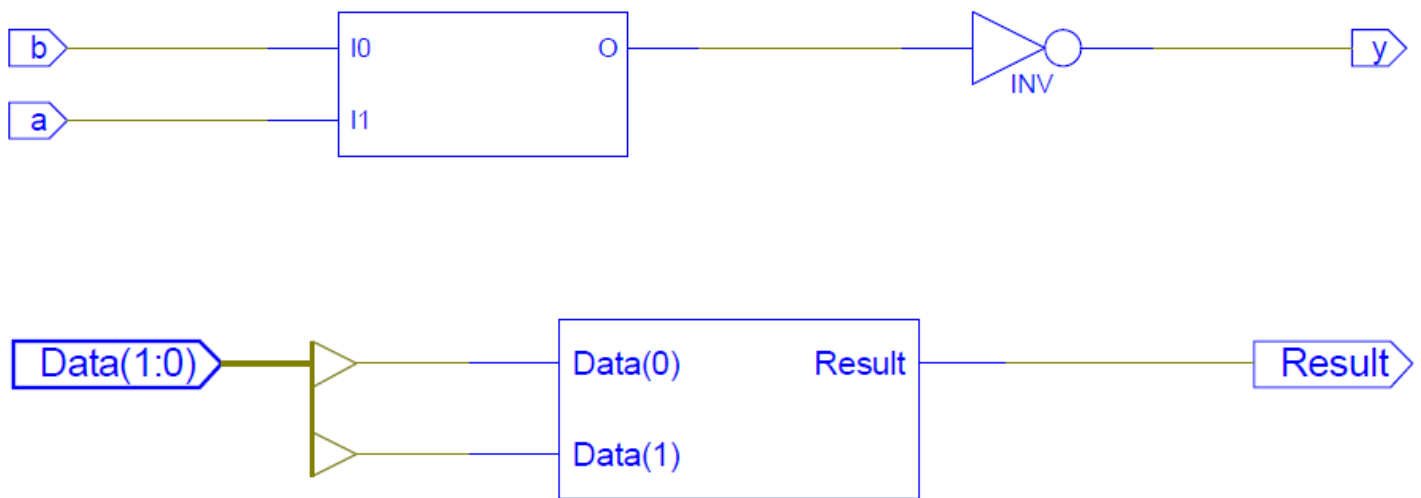 b I0 O y
INV
a I1
Data(1:0) Data(0) Result Result
Data(1)